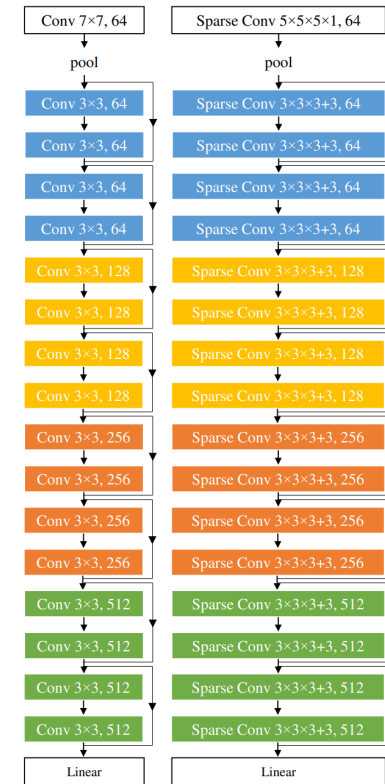 Conv 7×7, 64
pool
Conv 3×3, 64
Conv 3×3, 64
Conv 3×3, 64
Conv 3×3, 64
Conv 3×3, 128
Conv 3×3, 128
Conv 3×3, 128
Conv 3×3, 128
Conv 3×3, 256
Conv 3×3, 256
Conv 3×3, 256
Conv 3×3, 256
Conv 3×3, 512
Conv 3×3, 512
Conv 3×3, 512
Conv 3×3, 512
Linear
Sparse Conv 5×5×5×1, 64
pool
Sparse Conv 3×3×3+3, 64
Sparse Conv 3×3×3+3, 64
Sparse Conv 3×3×3+3, 64
Sparse Conv 3×3×3+3, 64
Sparse Conv 3×3×3+3, 128
Sparse Conv 3×3×3+3, 128
Sparse Conv 3×3×3+3, 128
Sparse Conv 3×3×3+3, 128
Sparse Conv 3×3×3+3, 256
Sparse Conv 3×3×3+3, 256
Sparse Conv 3×3×3+3, 256
Sparse Conv 3×3×3+3, 256
Sparse Conv 3×3×3+3, 512
Sparse Conv 3×3×3+3, 512
Sparse Conv 3×3×3+3, 512
Sparse Conv 3×3×3+3, 512
Linear